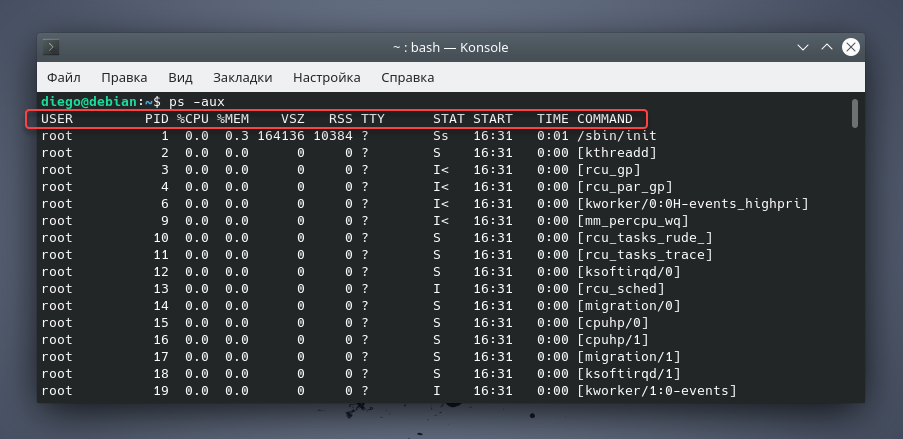 ~ : bash — Konsole
Файл Правка Вид Закладки Настройка Справка
diego@debian:~$ ps -aux
USER PID %CPU %MEM VSZ RSS TTY STAT START TIME COMMAND
root 1 0.0 0.3 164136 10384 ? Ss 16:31 0:01 /sbin/init
root 2 0.0 0.0 0 0 ? S 16:31 0:00 [kthreadd]
root 3 0.0 0.0 0 0 ? I< 16:31 0:00 [rcu_gp]
root 4 0.0 0.0 0 0 ? I< 16:31 0:00 [rcu_par_gp]
root 6 0.0 0.0 0 0 ? I< 16:31 0:00 [kworker/0:0H-events_highpri]
root 9 0.0 0.0 0 0 ? I< 16:31 0:00 [mm_percpu_wq]
root 10 0.0 0.0 0 0 ? S 16:31 0:00 [rcu_tasks_rude_]
root 11 0.0 0.0 0 0 ? S 16:31 0:00 [rcu_tasks_trace]
root 12 0.0 0.0 0 0 ? S 16:31 0:00 [ksoftirqd/0]
root 13 0.0 0.0 0 0 ? I 16:31 0:00 [rcu_sched]
root 14 0.0 0.0 0 0 ? S 16:31 0:00 [migration/0]
root 15 0.0 0.0 0 0 ? S 16:31 0:00 [cpuhp/0]
root 16 0.0 0.0 0 0 ? S 16:31 0:00 [cpuhp/1]
root 17 0.0 0.0 0 0 ? S 16:31 0:00 [migration/1]
root 18 0.0 0.0 0 0 ? S 16:31 0:00 [ksoftirqd/1]
root 19 0.0 0.0 0 0 ? I 16:31 0:00 [kworker/1:0-events]